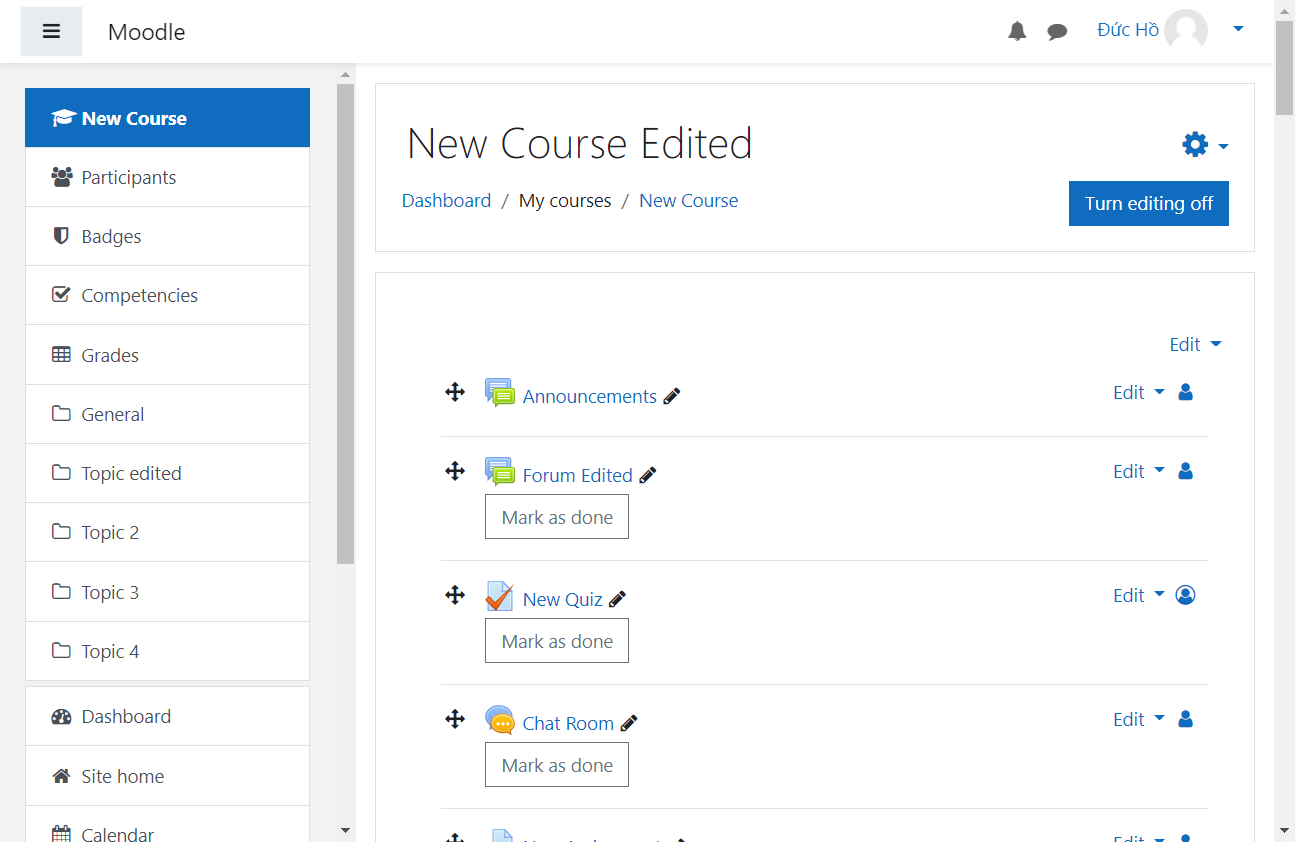 Moodle
Đức Hồ
New Course
Participants
Badges
Competencies
Grades
General
Topic edited
Topic 2
Topic 3
Topic 4
Dashboard
Site home
Calendar
New Course Edited
Dashboard / My courses / New Course
Turn editing off
Edit
Announcements
Edit
Forum Edited
Edit
Mark as done
New Quiz
Edit
Mark as done
Chat Room
Edit
Mark as done
Edit